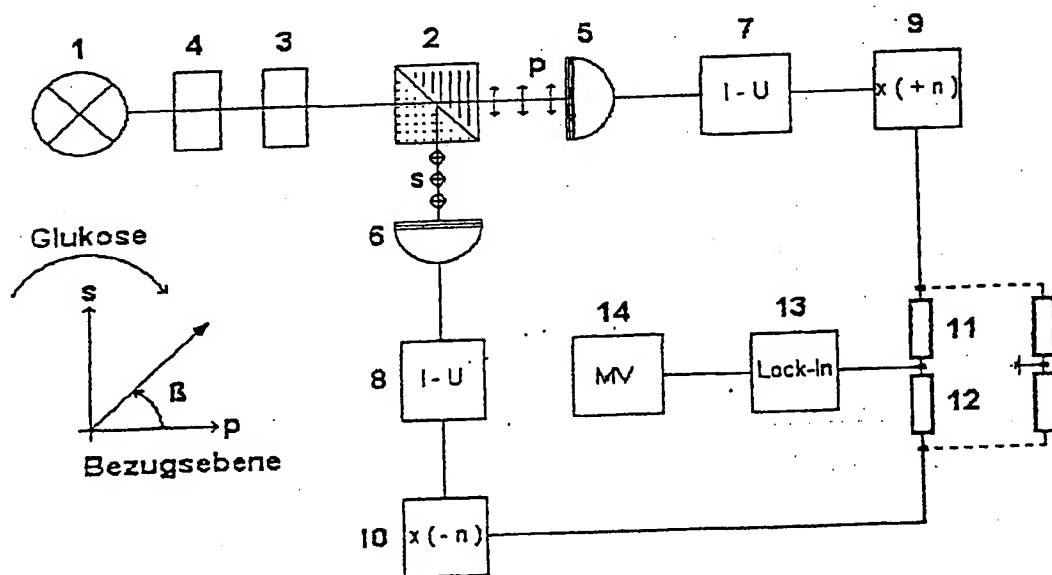 1
4
3
2
5
7
9
p
I-U
x(+n)
s
6
Glukose
s
ß
p
Bezugsebene
8
I-U
14
13
11
MV
Lock-In
12
10
x(-n)